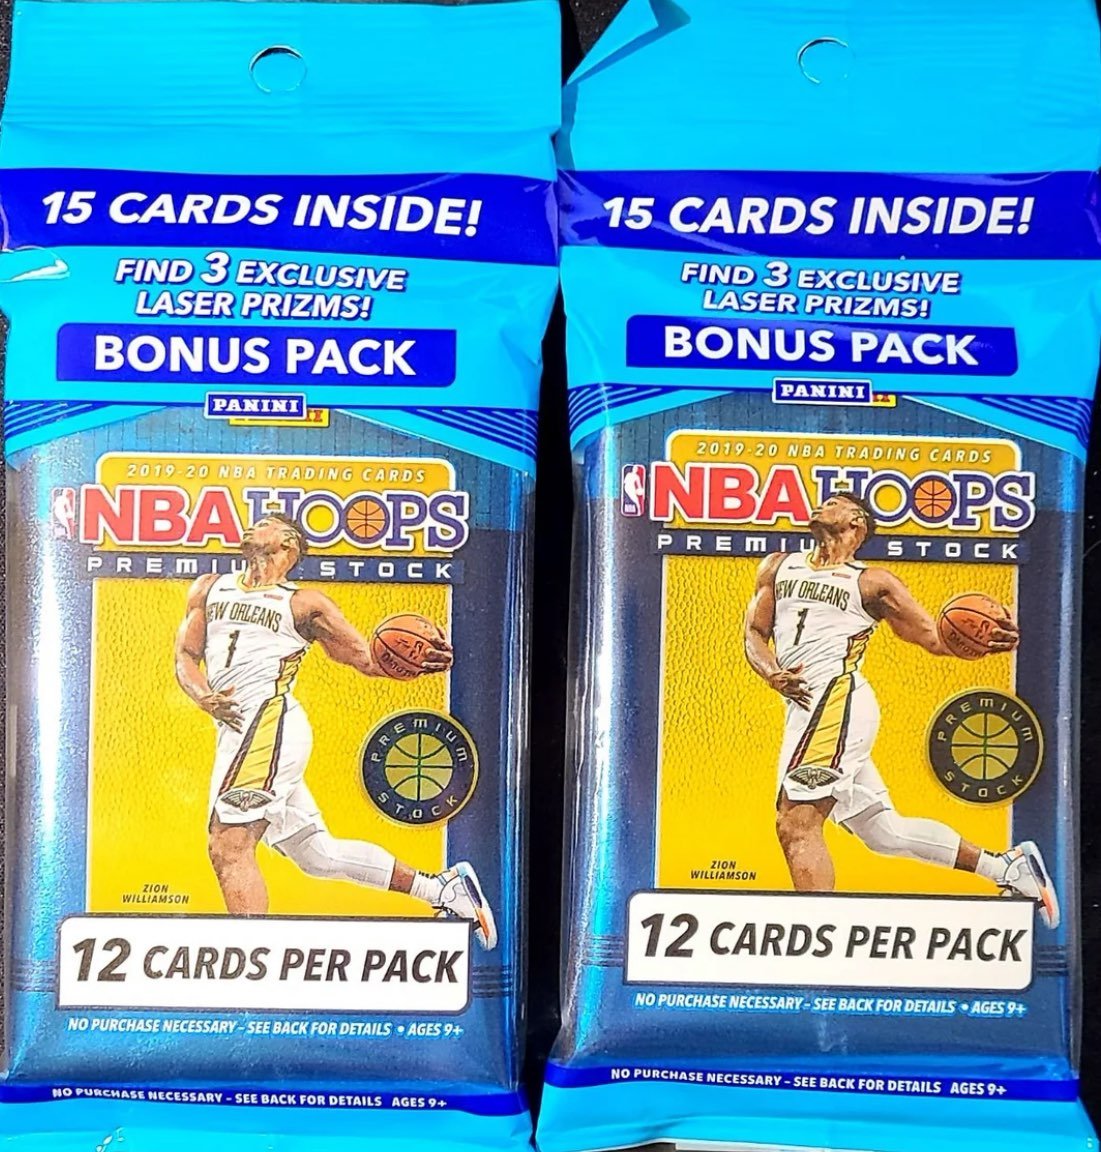 15 CARDS INSIDE!
FIND 3 EXCLUSIVE
LASER PRIZMS!
BONUS PACK
PANINI
2019-20 NBA TRADING CARDS
NBA HOOPS
PREMIU STOCK
EW ORLEANS
1
PREMIUM
STOCK
ZION
WILLIAMSON
12 CARDS PER PACK
NO PURCHASE NECESSARY – SEE BACK FOR DETAILS • AGES 9+
NO PURCHASE NECESSARY - SEE BACK FOR DETAILS AGES 9+
15 CARDS INSIDE!
FIND 3 EXCLUSIVE
LASER PRIZMS!
BONUS PACK
PANINI
2019-20 NBA TRADING CARDS
NBA HOOPS
PREMIU STOCK
EW ORLEANS
1
PREMIUM
STOCK
ZION
WILLIAMSON
12 CARDS PER PACK
NO PURCHASE NECESSARY – SEE BACK FOR DETAILS • AGES 9+
NO PURCHASE NECESSARY – SEE BACK FOR DETAILS AGES 9+